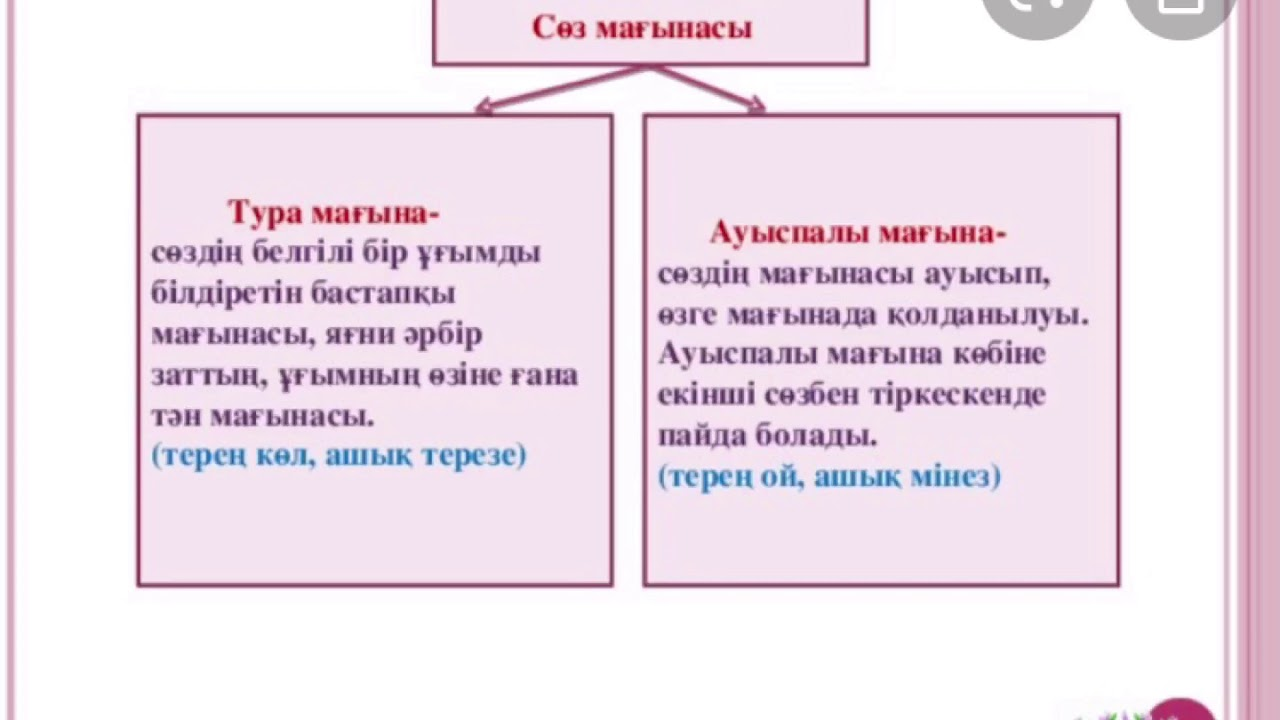 Сөз мағынасы
Тура мағына-
сөздің белгілі бір ұғымды
білдіретін бастапқы
мағынасы, яғни әрбір
заттың, ұғымның өзіне ғана
тән мағынасы.
(терең көл, ашық терезе)
Ауыспалы мағына-
сөздің мағынасы ауысып,
өзге мағынада қолданылуы.
Ауыспалы мағына көбіне
екінші сөзбен тіркескенде
пайда болады.
(терең ой, ашық мінез)